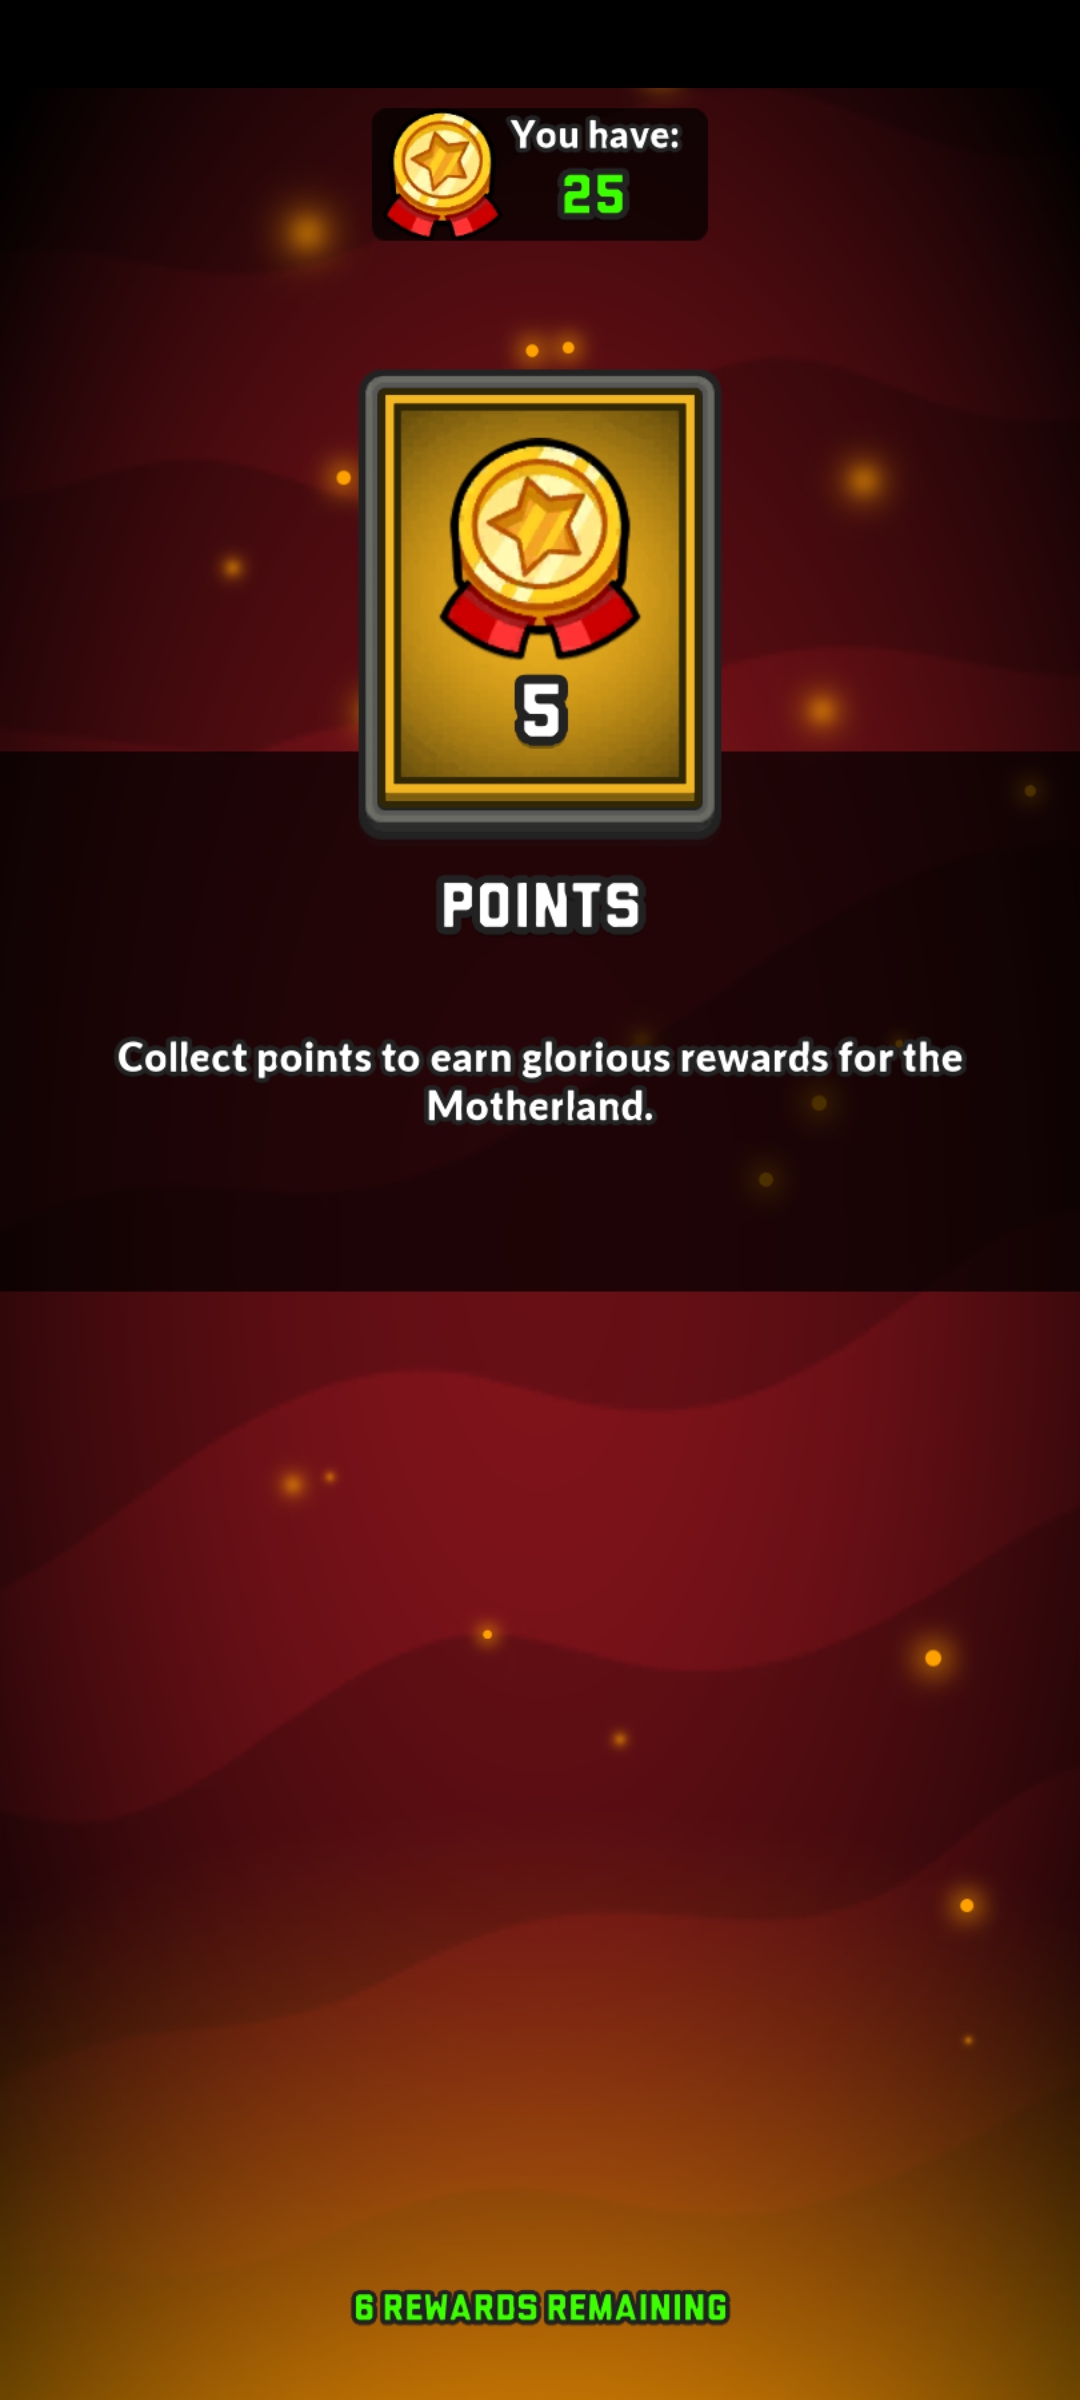 You have:
25
5
POINTS
Collect points to earn glorious rewards for the
Motherland.
6 REWARDS REMAINING